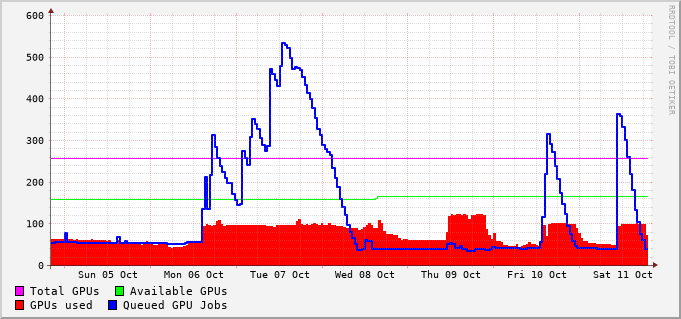 RRDTOOL / TOBI OETIKER
600
500
400
300
200
100
0
Sun 05 Oct Mon 06 Oct Tue 07 Oct Wed 08 Oct Thu 09 Oct Fri 10 Oct Sat 11 Oct
Total GPUs Available GPUs
GPUs used Queued GPU Jobs